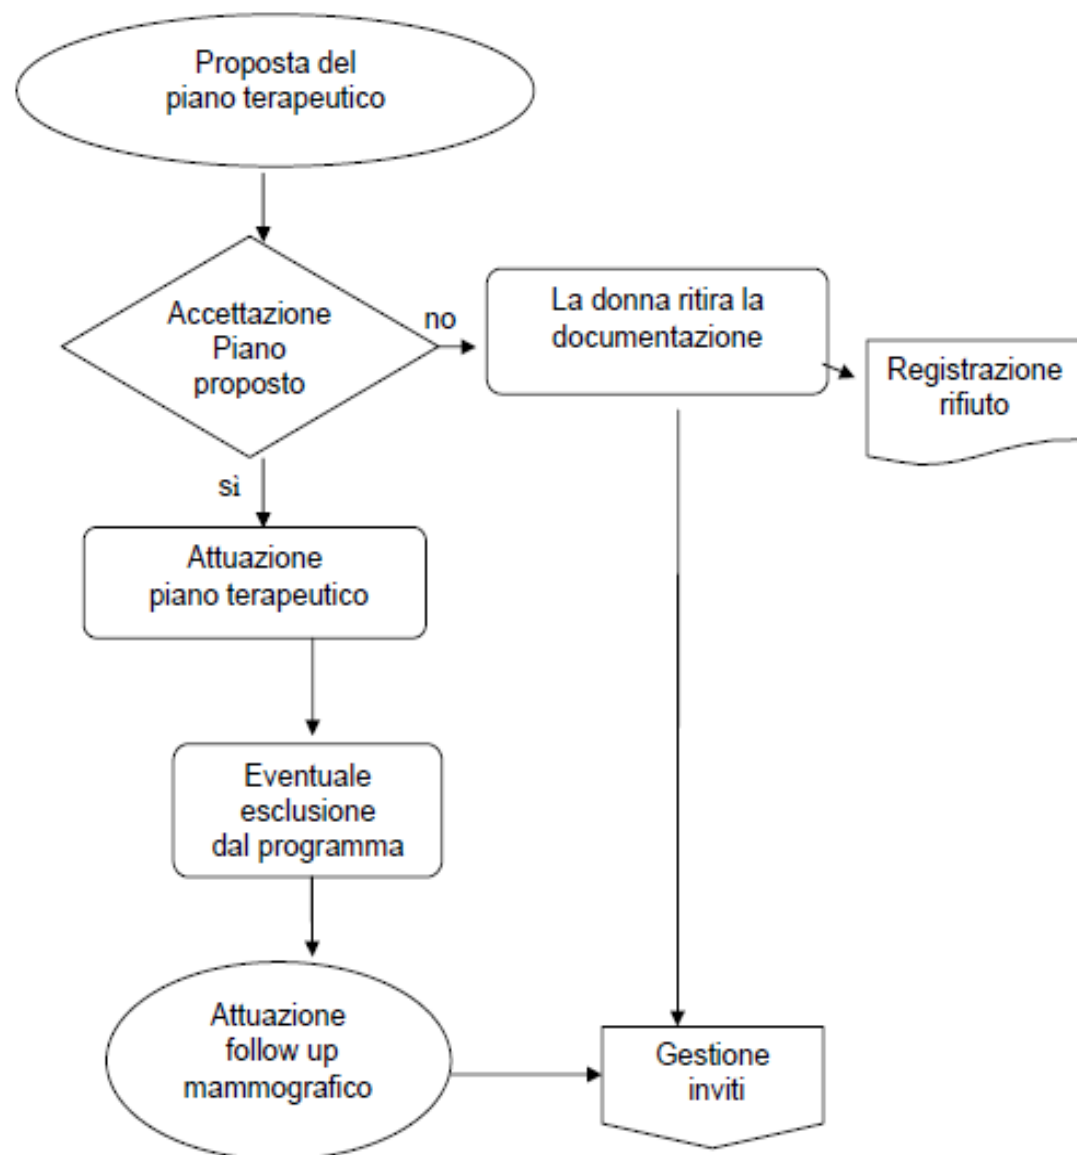 Proposta del
piano terapeutico
Accettazione
Piano
proposto
no
La donna ritira la
documentazione
Registrazione
rifiuto
sì
Attuazione
piano terapeutico
Eventuale
esclusione
dal programma
Attuazione
follow up
mammografico
Gestione
inviti